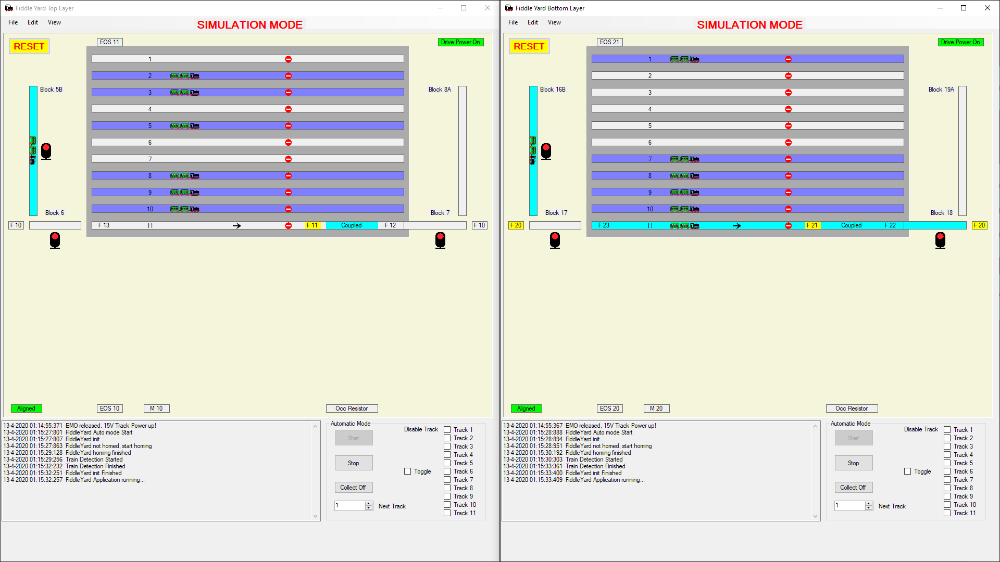 Fiddle Yard Top Layer
File Edit View
SIMULATION MODE
RESET
EOS 11
Drive Power On
1
2
3
4
5
6
7
8
9
10
Block 5B
Block 8A
Block 6
Block 7
F 10
F 13
11
F 11
Coupled
F 12
F 10
Aligned
EOS 10
M 10
Occ Resistor
13-4-2020 01:14:55:371 EMO released, 15V Track Power up!
13-4-2020 01:15:27:801 FiddleYard Auto mode Start
13-4-2020 01:15:27:807 FiddleYard init...
13-4-2020 01:15:27:863 FiddleYard not homed, start homing
13-4-2020 01:15:29:128 FiddleYard homing finished
13-4-2020 01:15:29:256 Train Detection Started
13-4-2020 01:15:32:232 Train Detection Finished
13-4-2020 01:15:32:251 FiddleYard init Finished
13-4-2020 01:15:32:257 FiddleYard Application running...
Automatic Mode
Start
Stop
Collect Off
1
Next Track
Disable Track
Toggle
Track 1
Track 2
Track 3
Track 4
Track 5
Track 6
Track 7
Track 8
Track 9
Track 10
Track 11
Fiddle Yard Bottom Layer
File Edit View
SIMULATION MODE
RESET
EOS 21
Drive Power On
1
2
3
4
5
6
7
8
9
10
Block 16B
Block 19A
Block 17
Block 18
F 20
F 23
11
F 21
Coupled
F 22
F 20
Aligned
EOS 20
M 20
Occ Resistor
13-4-2020 01:14:55:367 EMO released, 15V Track Power up!
13-4-2020 01:15:28:888 FiddleYard Auto mode Start
13-4-2020 01:15:28:894 FiddleYard init...
13-4-2020 01:15:28:951 FiddleYard not homed, start homing
13-4-2020 01:15:30:192 FiddleYard homing finished
13-4-2020 01:15:30:303 Train Detection Started
13-4-2020 01:15:33:361 Train Detection Finished
13-4-2020 01:15:33:400 FiddleYard init Finished
13-4-2020 01:15:33:409 FiddleYard Application running...
Automatic Mode
Start
Stop
Collect Off
1
Next Track
Disable Track
Toggle
Track 1
Track 2
Track 3
Track 4
Track 5
Track 6
Track 7
Track 8
Track 9
Track 10
Track 11